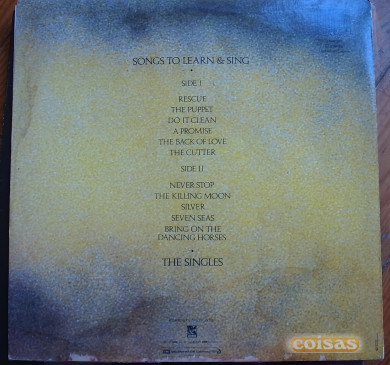 SONGS TO LEARN & SING
SIDE I
RESCUE
THE PUPPET
DO IT CLEAN
A PROMISE
THE BACK OF LOVE
THE CUTTER
SIDE II
NEVER STOP
THE KILLING MOON
SILVER
SEVEN SEAS
BRING ON THE
DANCING HORSES
THE SINGLES
coisas